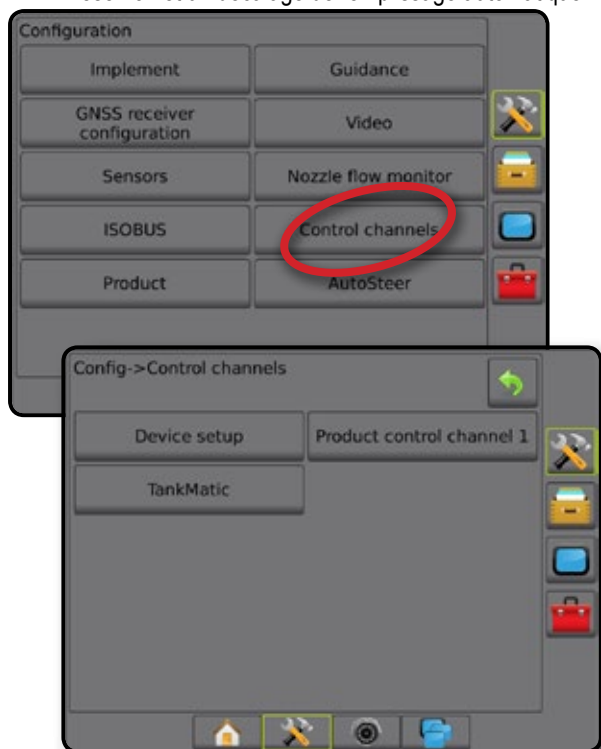 Configuration
Implement
Guidance
GNSS receiver
configuration
Video
Sensors
Nozzle flow monitor
ISOBUS
Control channels
Product
AutoSteer
Config->Control channels
Device setup
Product control channel 1
TankMatic